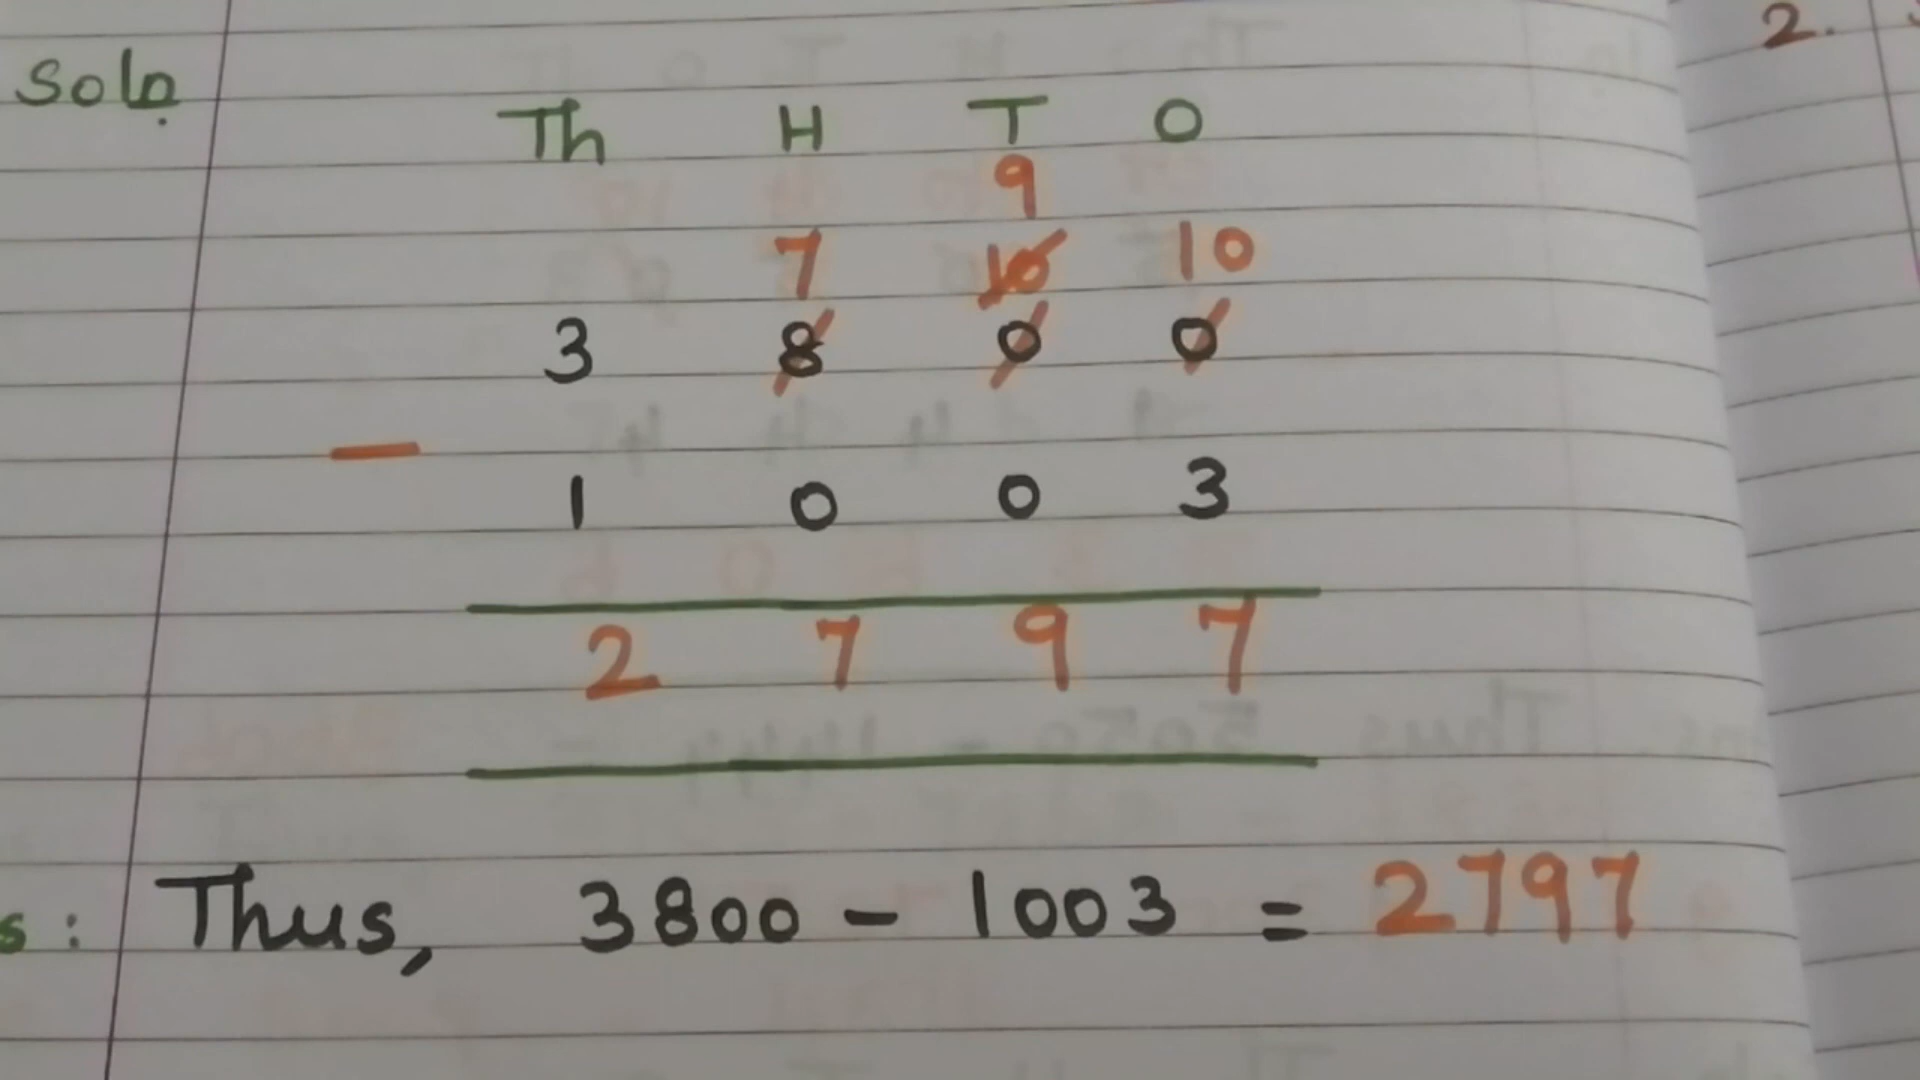 2.
Soln
Th H T O
9
7 10 10
3 8 0 0
—
1 0 0 3
2 7 9 7
s: Thus, 3800 - 1003 = 2797